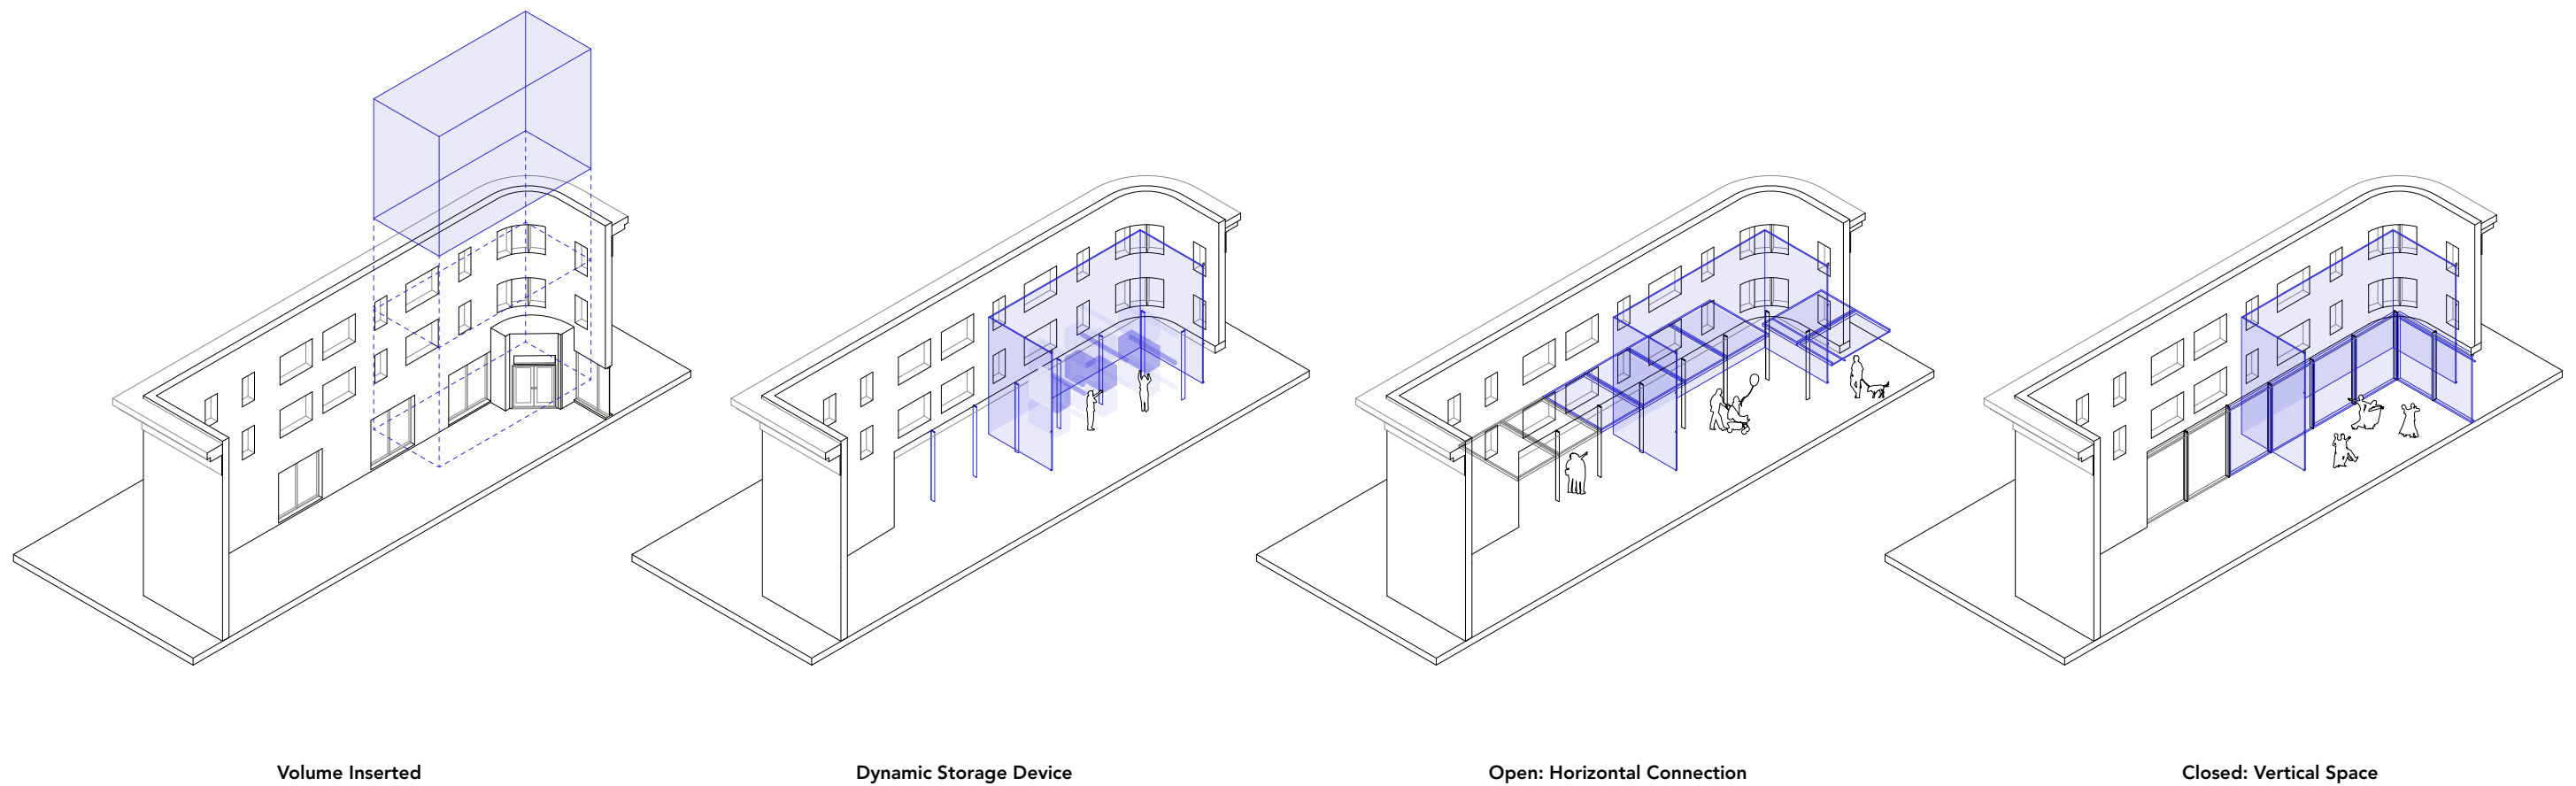 Volume Inserted
Dynamic Storage Device
Open: Horizontal Connection
Closed: Vertical Space